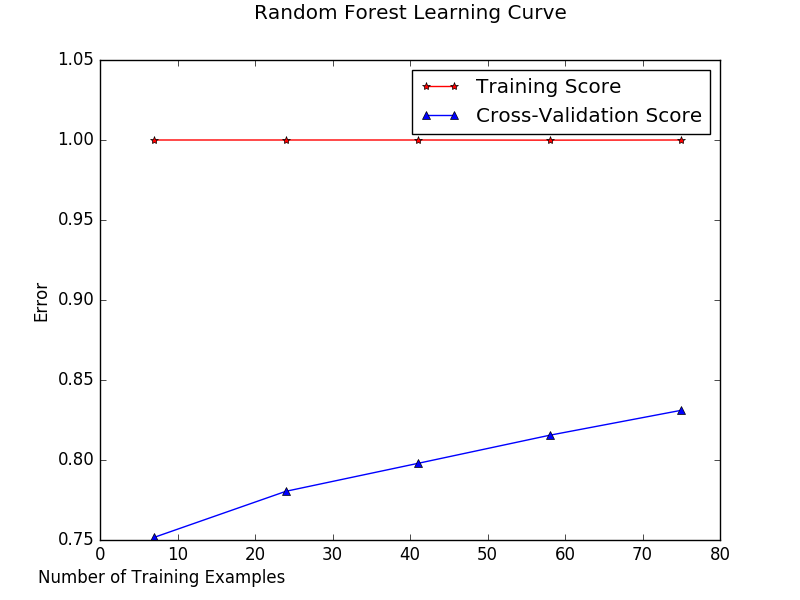 Random Forest Learning Curve
1.05
1.00
0.95
0.90
0.85
0.80
0.75
Error
Training Score
Cross-Validation Score
0 10 20 30 40 50 60 70 80
Number of Training Examples